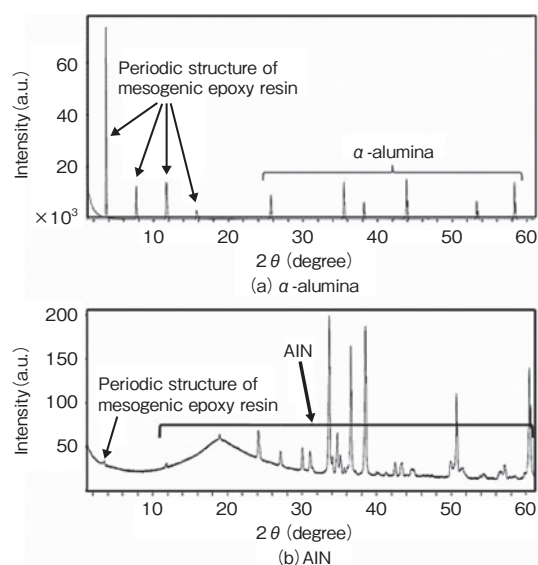 60
40
20
×10³
Intensity (a.u.)
Periodic structure of
mesogenic epoxy resin
α-alumina
10 20 30 40 50 60
2θ (degree)
(a) α-alumina
200
150
100
50
Intensity (a.u.)
AlN
Periodic structure of
mesogenic epoxy resin
10 20 30 40 50 60
2θ (degree)
(b) AlN